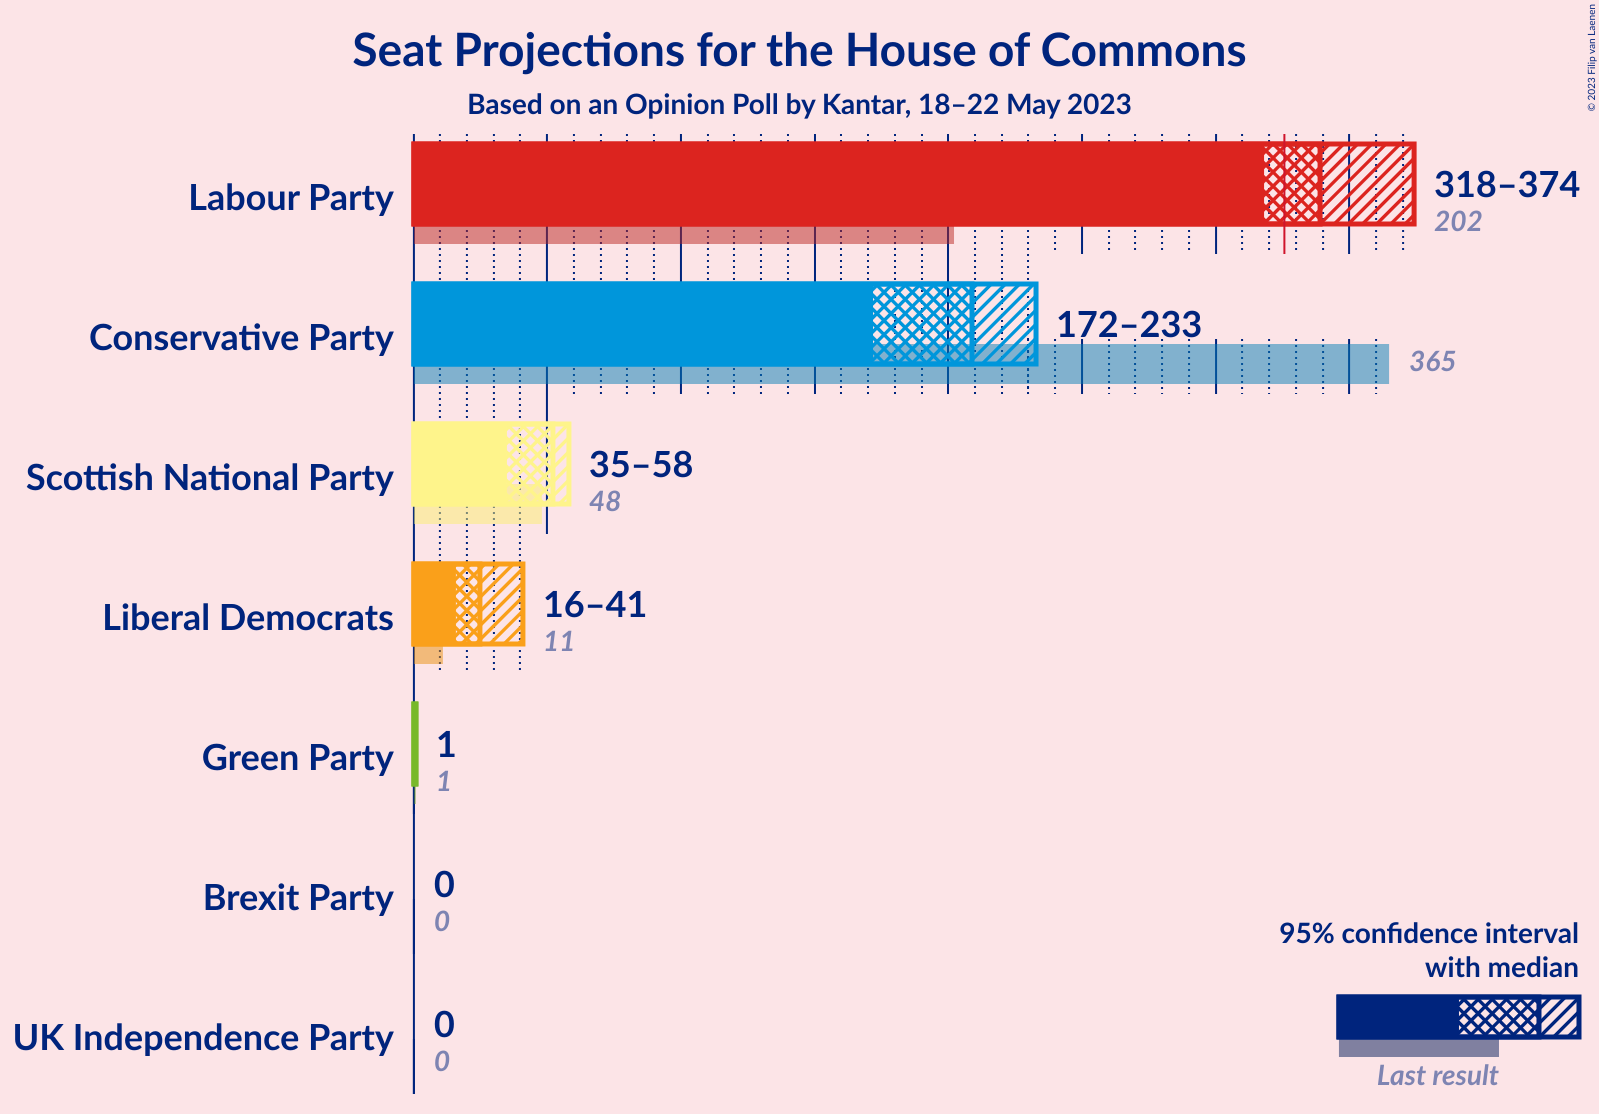 Seat Projections for the House of Commons
Based on an Opinion Poll by Kantar, 18–22 May 2023
© 2023 Filip van Laenen
Labour Party
318–374
202
Conservative Party
172–233
365
Scottish National Party
35–58
48
Liberal Democrats
16–41
11
Green Party
1
1
Brexit Party
0
0
UK Independence Party
0
0
95% confidence interval
with median
Last result